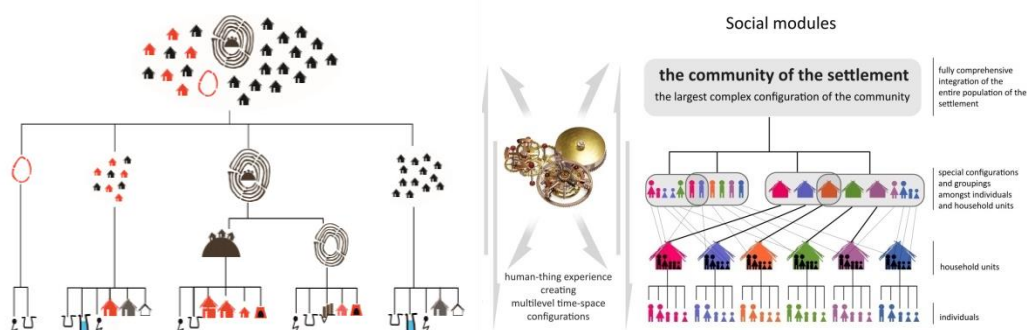 Social modules
the community of the settlement
the largest complex configuration of the community
fully comprehensive
integration of the
entire population of the
settlement
special configurations
and groupings
amongst individuals
and household units
human-thing experience
creating
multilevel time-space
configurations
household units
individuals